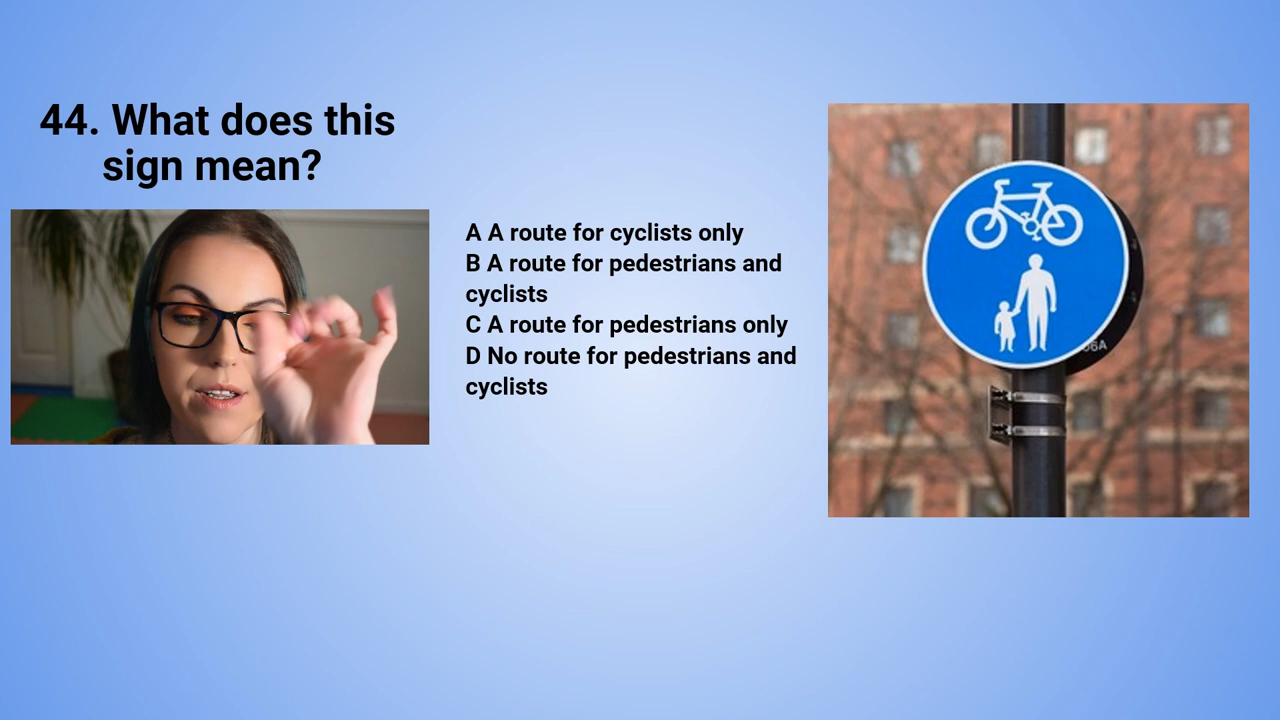 44. What does this
sign mean?
A A route for cyclists only
B A route for pedestrians and
cyclists
C A route for pedestrians only
D No route for pedestrians and
cyclists